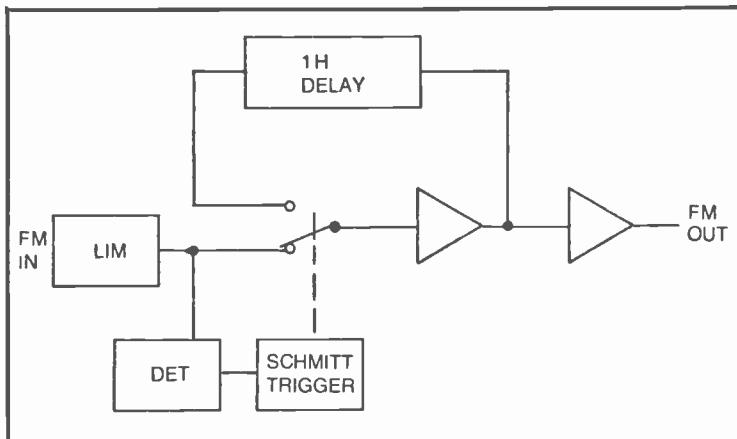 1H
DELAY
FM
IN
LIM
FM
OUT
DET
SCHMITT
TRIGGER